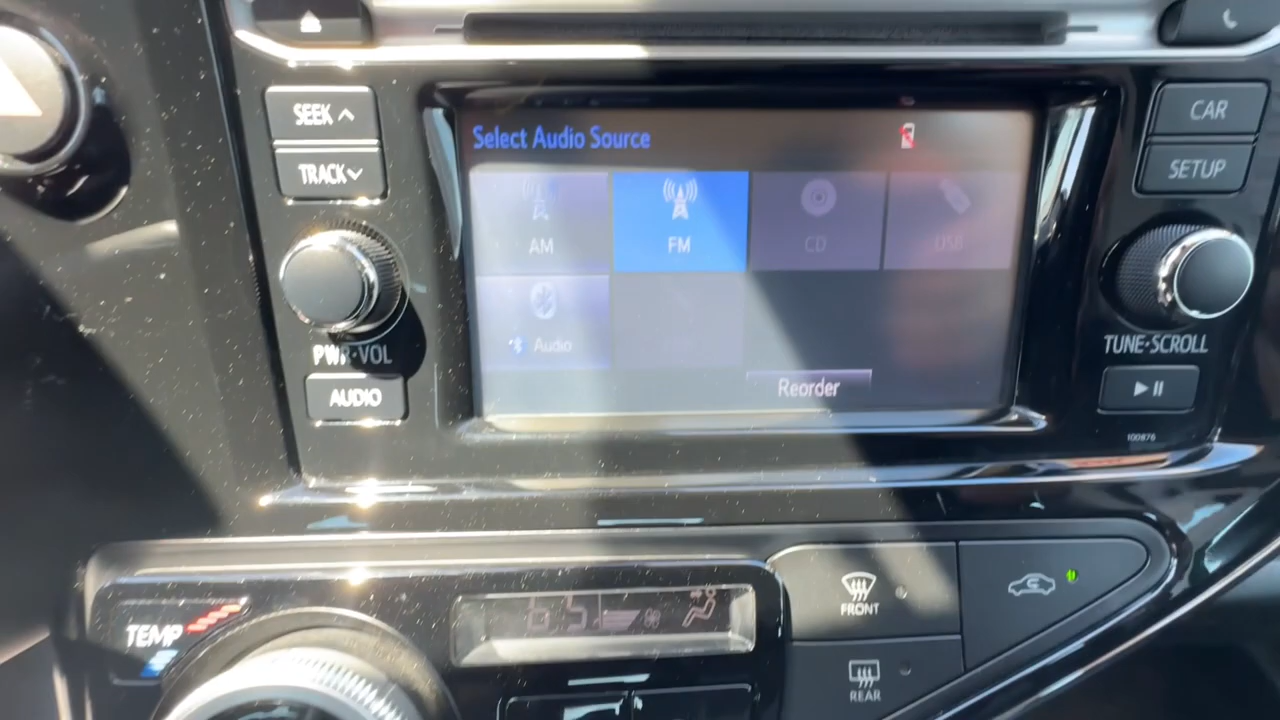 SEEK
TRACK
PWR·VOL
AUDIO
Select Audio Source
AM
FM
CD
USB
Audio
Reorder
CAR
SETUP
TUNE·SCROLL
100876
TEMP
65
FRONT
REAR